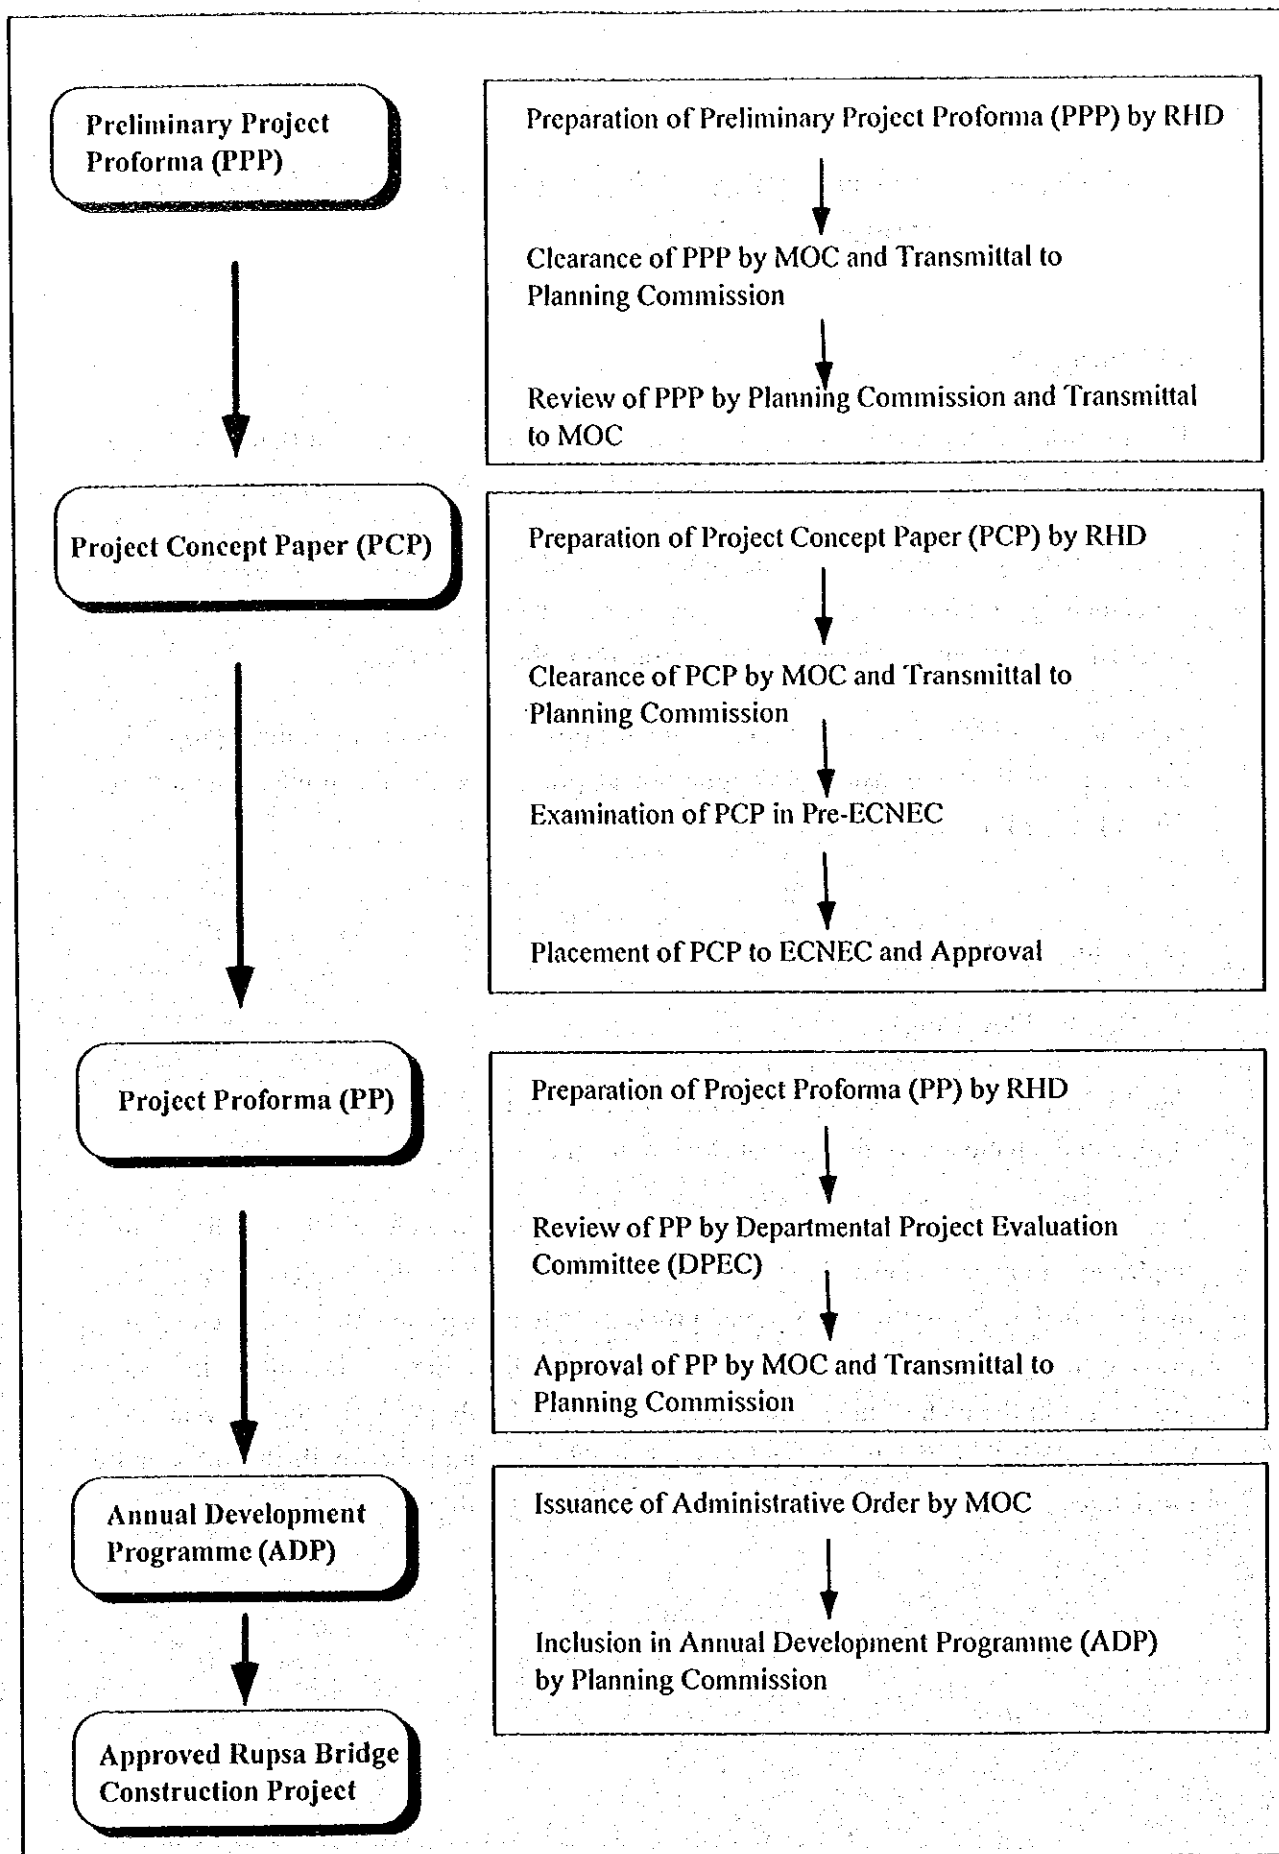 Preliminary Project
Proforma (PPP)
Preparation of Preliminary Project Proforma (PPP) by RHD
Clearance of PPP by MOC and Transmittal to
Planning Commission
Review of PPP by Planning Commission and Transmittal
to MOC
Project Concept Paper (PCP)
Preparation of Project Concept Paper (PCP) by RHD
Clearance of PCP by MOC and Transmittal to
Planning Commission
Examination of PCP in Pre-ECNEC
Placement of PCP to ECNEC and Approval
Project Proforma (PP)
Preparation of Project Proforma (PP) by RHD
Review of PP by Departmental Project Evaluation
Committee (DPEC)
Approval of PP by MOC and Transmittal to
Planning Commission
Annual Development
Programme (ADP)
Issuance of Administrative Order by MOC
Inclusion in Annual Development Programme (ADP)
by Planning Commission
Approved Rupsa Bridge
Construction Project